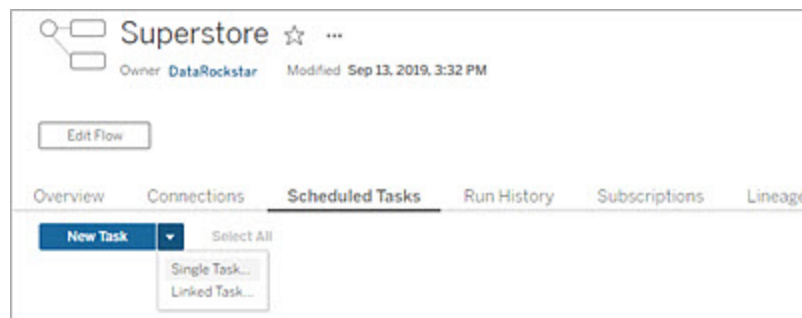 Superstore ☆ ...
Owner DataRockstar Modified Sep 13, 2019, 3:32 PM
Edit Flow
Overview Connections Scheduled Tasks Run History Subscriptions Lineage
New Task Select All
Single Task...
Linked Task...